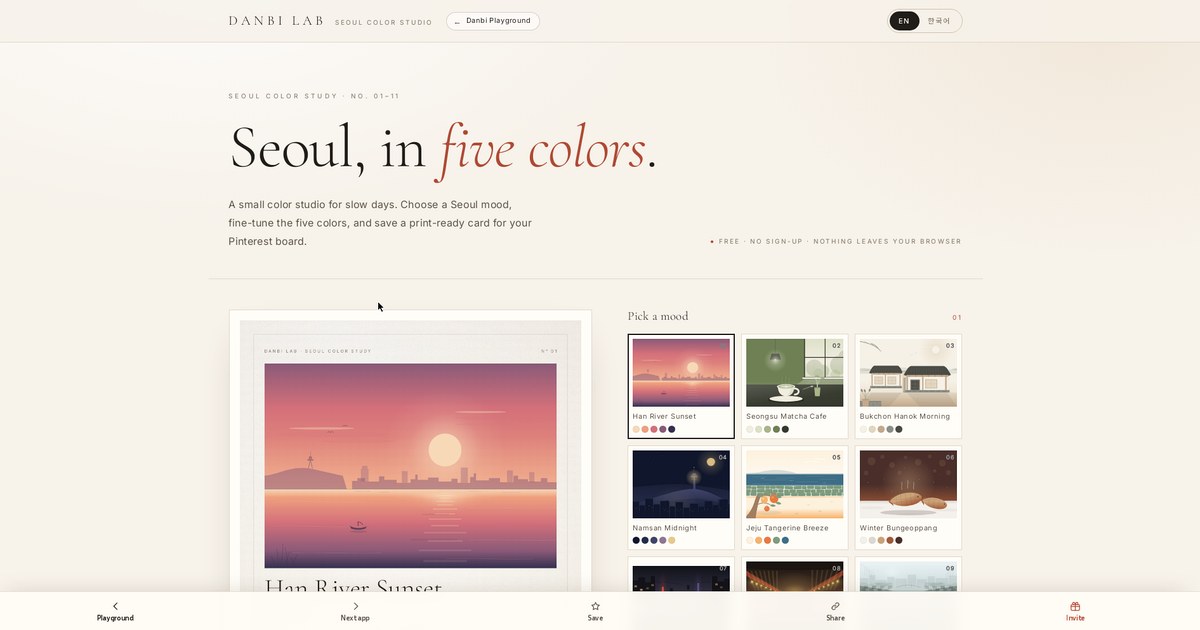 DANBI LAB SEOUL COLOR STUDIO ← Danbi Playground EN 한국어
SEOUL COLOR STUDY · NO. 01–11
Seoul, in five colors.
A small color studio for slow days. Choose a Seoul mood,
fine-tune the five colors, and save a print-ready card for your
Pinterest board.
• FREE · NO SIGN-UP · NOTHING LEAVES YOUR BROWSER
DANBI LAB · SEOUL COLOR STUDY Nº 01
Han River Sunset
Pick a mood 01
02 03
Han River Sunset Seongsu Matcha Cafe Bukchon Hanok Morning
04 05 06
Namsan Midnight Jeju Tangerine Breeze Winter Bungeoppang
07 08 09
Playground Next app Save Share Invite